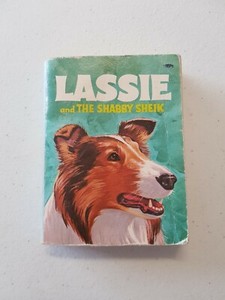 LASSIE
and THE SHABBY SHEIK